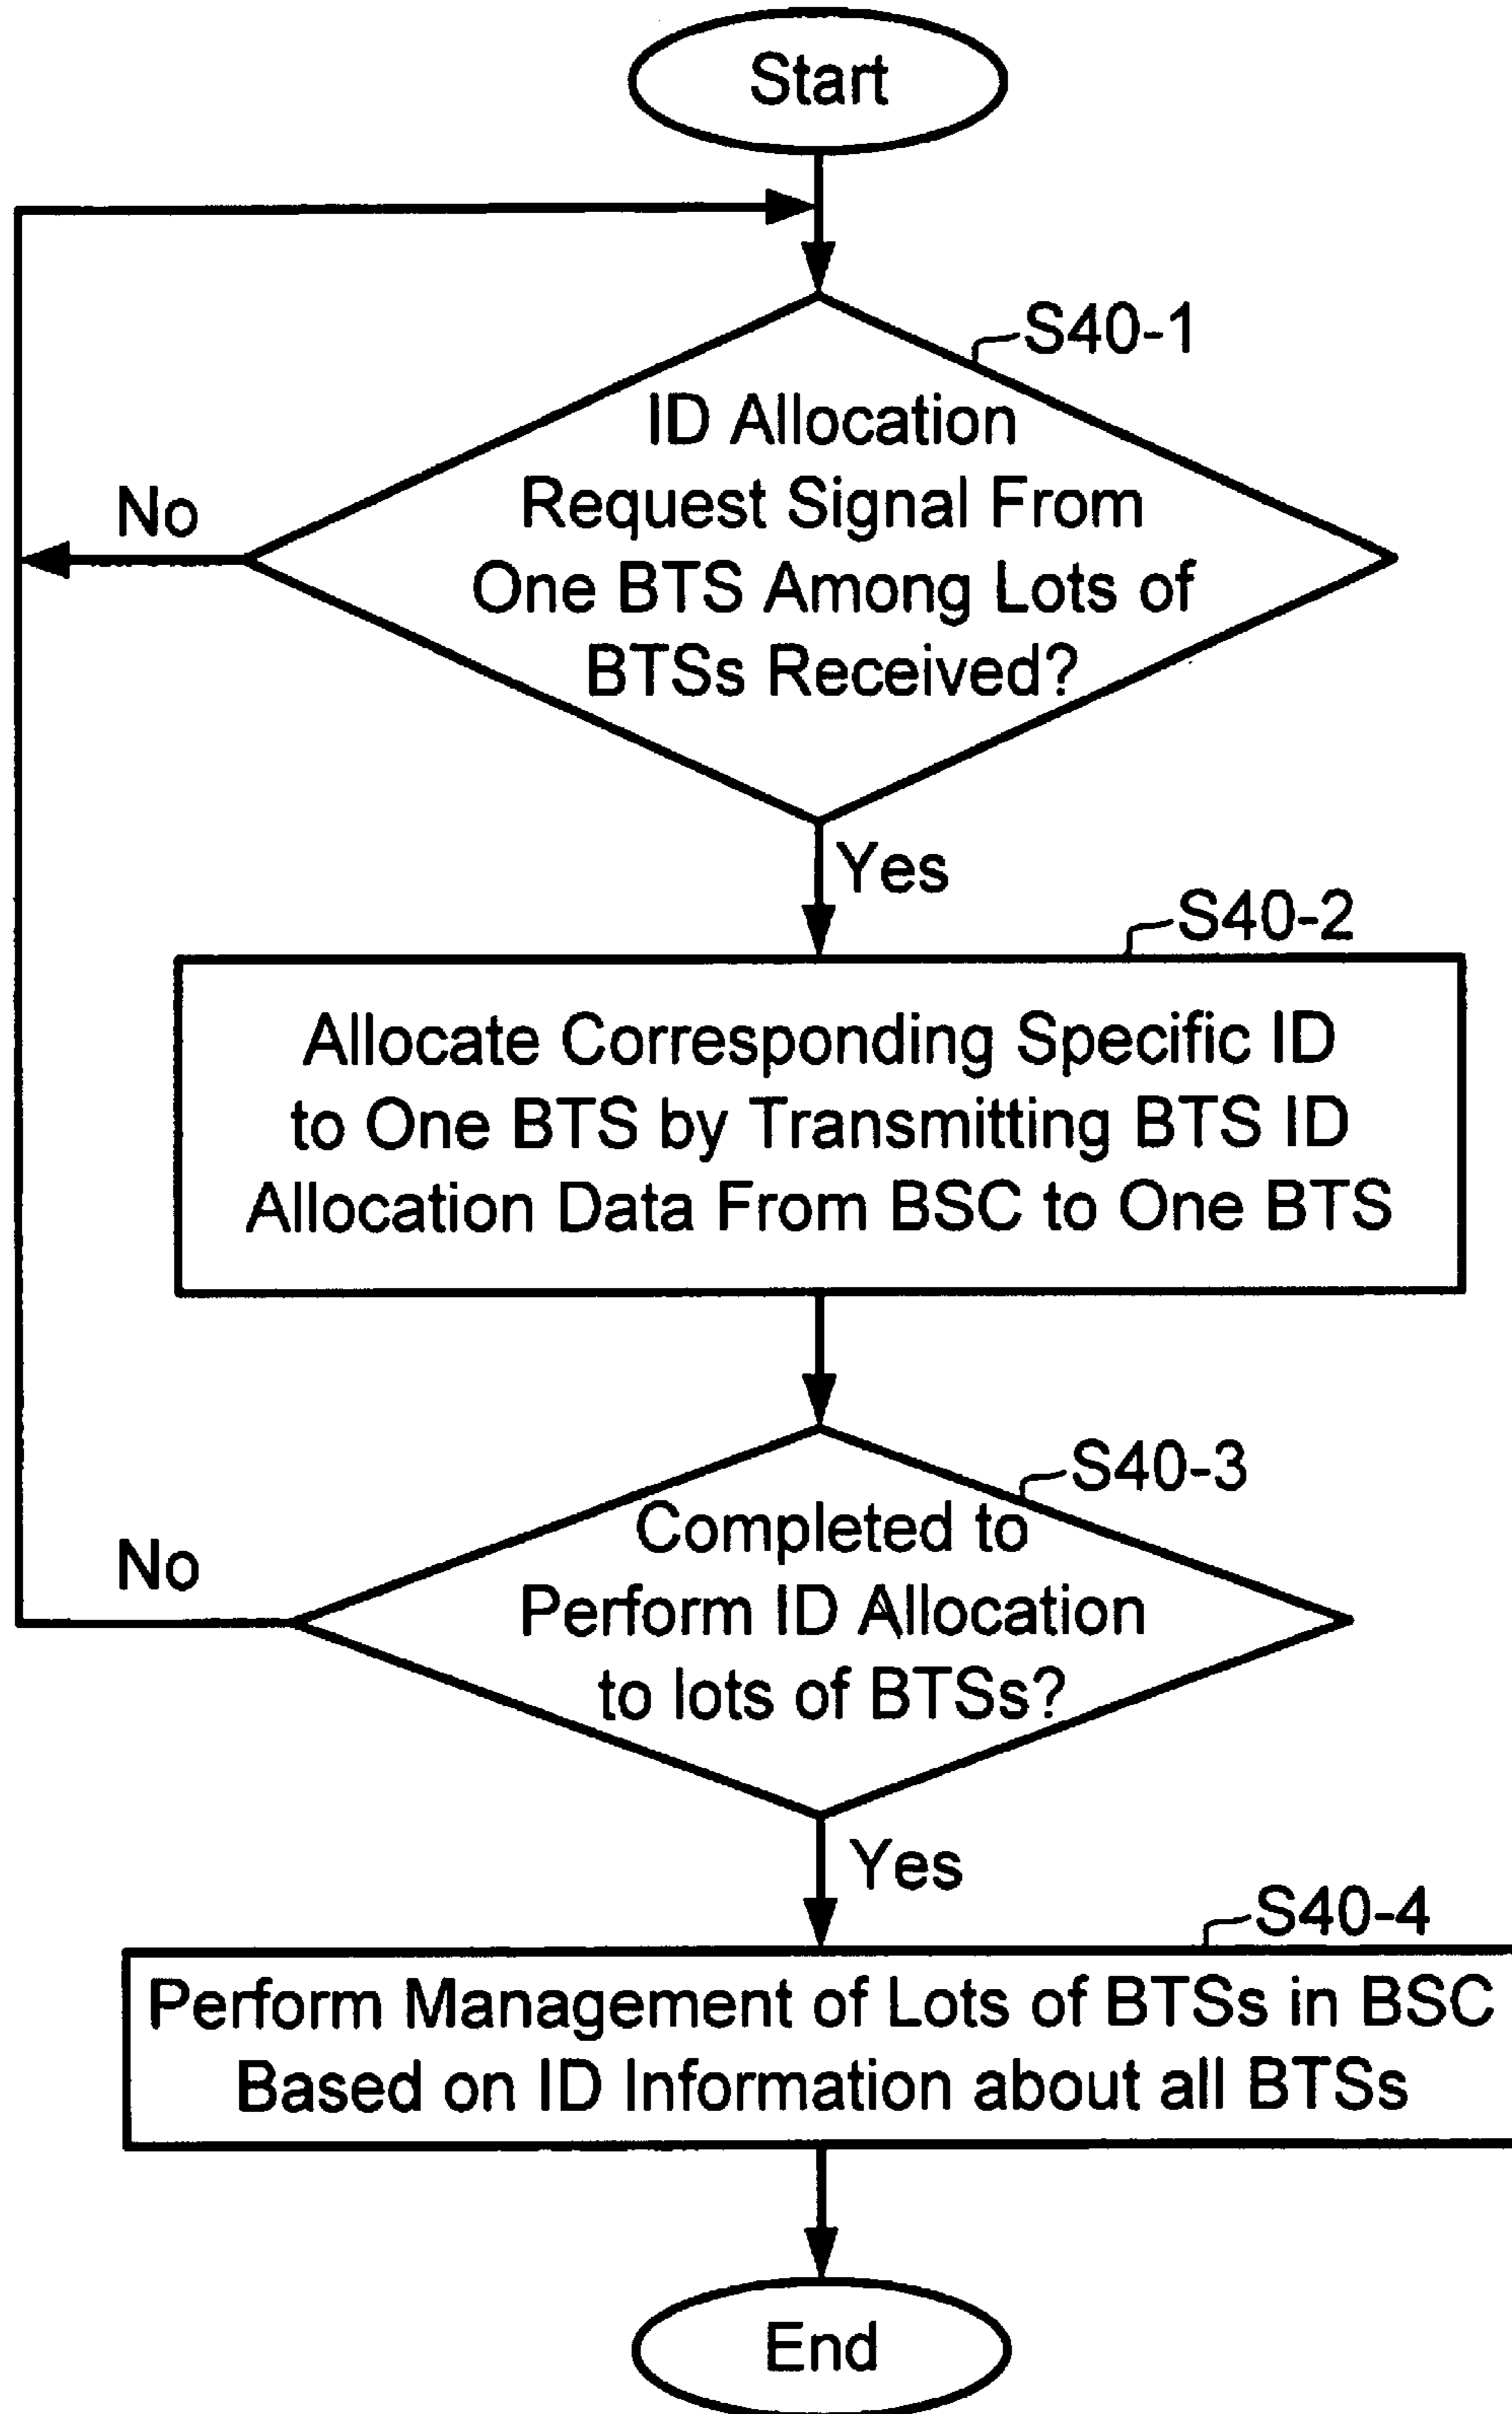 Start
S40-1
ID Allocation
Request Signal From
One BTS Among Lots of
BTSs Received?
No
Yes
S40-2
Allocate Corresponding Specific ID
to One BTS by Transmitting BTS ID
Allocation Data From BSC to One BTS
S40-3
Completed to
Perform ID Allocation
to lots of BTSs?
No
Yes
S40-4
Perform Management of Lots of BTSs in BSC
Based on ID Information about all BTSs
End